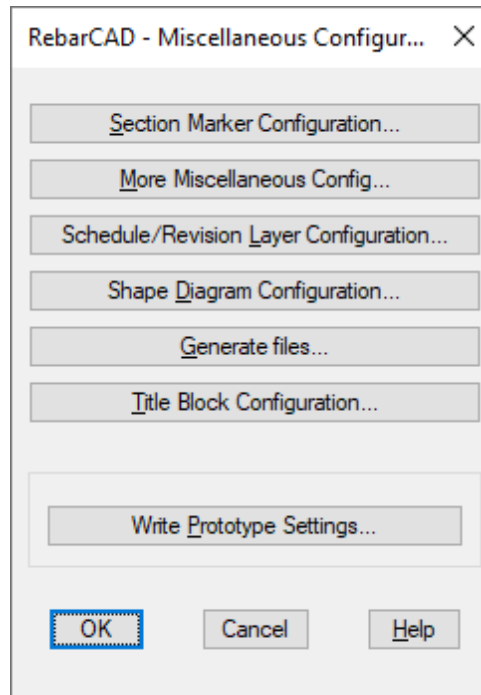 RebarCAD - Miscellaneous Configur...
Section Marker Configuration...
More Miscellaneous Config...
Schedule/Revision Layer Configuration...
Shape Diagram Configuration...
Generate files...
Title Block Configuration...
Write Prototype Settings...
OK Cancel Help